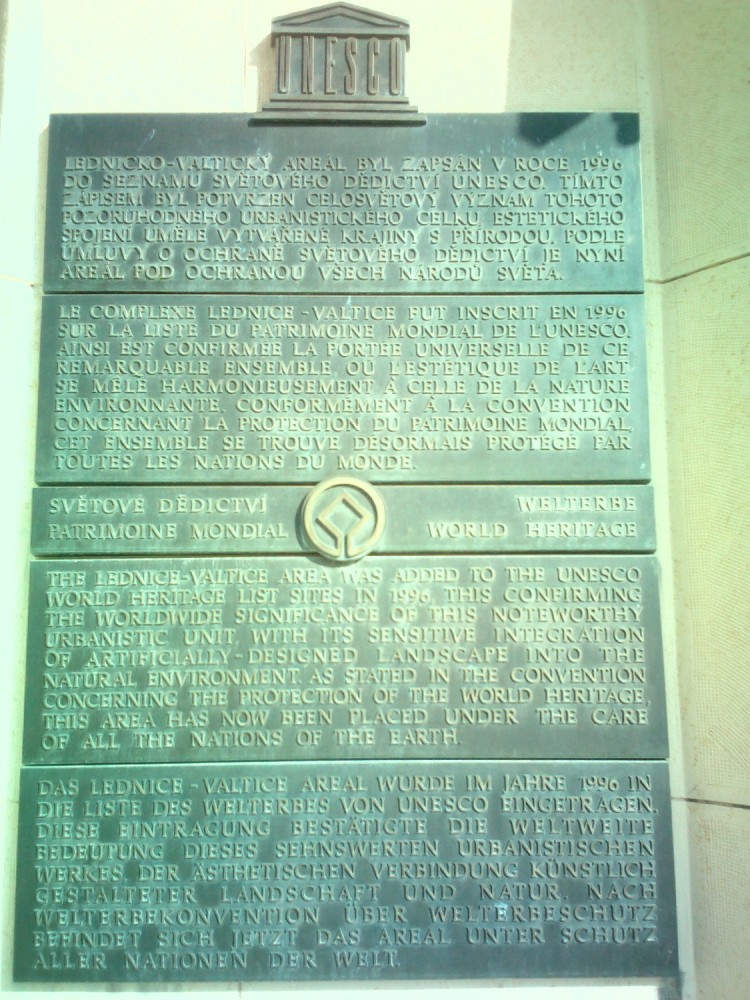 UNESCO
LEDNICKO-VALTICKÝ AREÁL BYL ZAPSÁN V ROCE 1996
DO SEZNAMU SVĚTOVÉHO DĚDICTVÍ UNESCO. TÍMTO
ZÁPISEM BYL POTVRZEN CELOSVĚTOVÝ VÝZNAM TOHOTO
POZORUHODNÉHO URBANISTICKÉHO CELKU, ESTETICKÉHO
SPOJENÍ UMĚLE VYTVÁŘENÉ KRAJINY S PŘÍRODOU. PODLE
ÚMLUVY O OCHRANĚ SVĚTOVÉHO DĚDICTVÍ JE NYNÍ
AREÁL POD OCHRANOU VŠECH NÁRODŮ SVĚTA.
LE COMPLEXE LEDNICE-VALTICE FUT INSCRIT EN 1996
SUR LA LISTE DU PATRIMOINE MONDIAL DE L'UNESCO.
AINSI EST CONFIRMÉE LA PORTÉE UNIVERSELLE DE CE
REMARQUABLE ENSEMBLE, OÙ L'ESTÉTIQUE DE L'ART
SE MÊLE HARMONIEUSEMENT À CELLE DE LA NATURE
ENVIRONNANTE. CONFORMÉMENT À LA CONVENTION
CONCERNANT LA PROTECTION DU PATRIMOINE MONDIAL,
CET ENSEMBLE SE TROUVE DÉSORMAIS PROTÉGÉ PAR
TOUTES LES NATIONS DU MONDE.
SVĚTOVÉ DĚDICTVÍ WELTERBE
PATRIMOINE MONDIAL WORLD HERITAGE
THE LEDNICE-VALTICE AREA WAS ADDED TO THE UNESCO
WORLD HERITAGE LIST SITES IN 1996, THIS CONFIRMING
THE WORLDWIDE SIGNIFICANCE OF THIS NOTEWORTHY
URBANISTIC UNIT, WITH ITS SENSITIVE INTEGRATION
OF ARTIFICIALLY-DESIGNED LANDSCAPE INTO THE
NATURAL ENVIRONMENT. AS STATED IN THE CONVENTION
CONCERNING THE PROTECTION OF THE WORLD HERITAGE,
THIS AREA HAS NOW BEEN PLACED UNDER THE CARE
OF ALL THE NATIONS OF THE EARTH.
DAS LEDNICE-VALTICE AREAL WURDE IM JAHRE 1996 IN
DIE LISTE DES WELTERBES VON UNESCO EINGETRAGEN.
DIESE EINTRAGUNG BESTÄTIGTE DIE WELTWEITE
BEDEUTUNG DIESES SEHNSWERTEN URBANISTISCHEN
WERKES, DER ÄSTHETISCHEN VERBINDUNG KÜNSTLICH
GESTALTETER LANDSCHAFT UND NATUR. NACH
WELTERBEKONVENTION ÜBER WELTERBESCHUTZ
BEFINDET SICH JETZT DAS AREAL UNTER SCHUTZ
ALLER NATIONEN DER WELT.